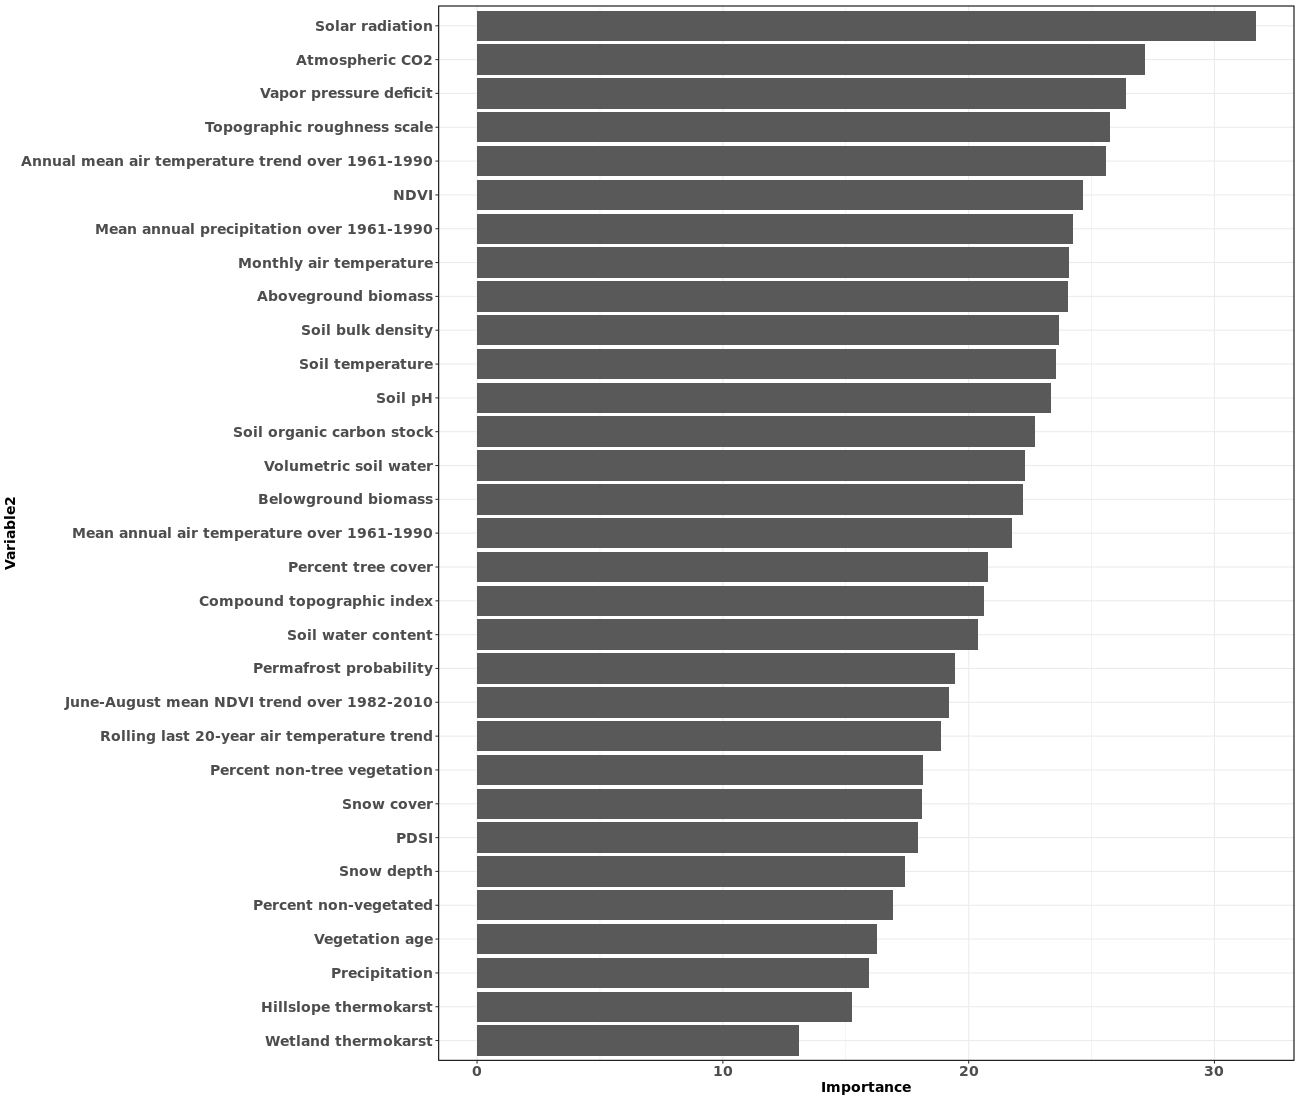 Solar radiation
Atmospheric CO2
Vapor pressure deficit
Topographic roughness scale
Annual mean air temperature trend over 1961-1990
NDVI
Mean annual precipitation over 1961-1990
Monthly air temperature
Aboveground biomass
Soil bulk density
Soil temperature
Soil pH
Soil organic carbon stock
Volumetric soil water
Belowground biomass
Mean annual air temperature over 1961-1990
Percent tree cover
Compound topographic index
Soil water content
Permafrost probability
June-August mean NDVI trend over 1982-2010
Rolling last 20-year air temperature trend
Percent non-tree vegetation
Snow cover
PDSI
Snow depth
Percent non-vegetated
Vegetation age
Precipitation
Hillslope thermokarst
Wetland thermokarst
Variable2
0 10 20 30
Importance